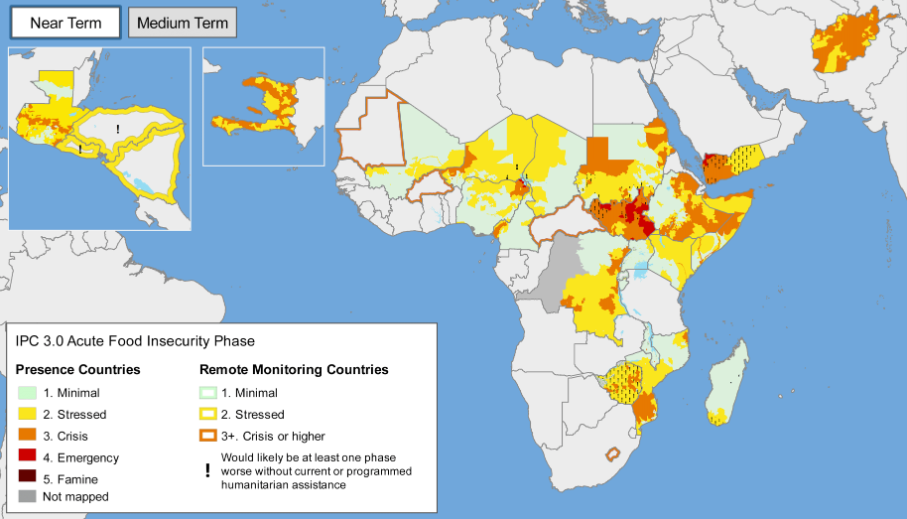 Near Term
Medium Term
!
!
!
!
IPC 3.0 Acute Food Insecurity Phase
Presence Countries
Remote Monitoring Countries
1. Minimal
1. Minimal
2. Stressed
2. Stressed
3. Crisis
3+. Crisis or higher
4. Emergency
! Would likely be at least one phase
worse without current or programmed
humanitarian assistance
5. Famine
Not mapped